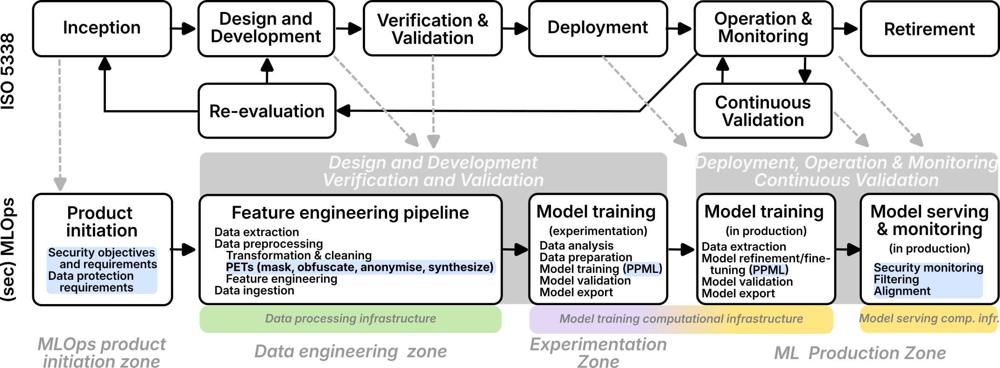 ISO 5338
Inception
Design and
Development
Verification &
Validation
Deployment
Operation &
Monitoring
Retirement
Re-evaluation
Continuous
Validation
Design and Development
Verification and Validation
Deployment, Operation & Monitoring
Continuous Validation
(sec) MLOps
Product
initiation
Security objectives
and requirements
Data protection
requirements
Feature engineering pipeline
Data extraction
Data preprocessing
Transformation & cleaning
PETs (mask, obfuscate, anonymise, synthesize)
Feature engineering
Data ingestion
Model training
(experimentation)
Data analysis
Data preparation
Model training (PPML)
Model validation
Model export
Model training
(in production)
Data extraction
Model refinement/fine-
tuning (PPML)
Model validation
Model export
Model serving
& monitoring
(in production)
Security monitoring
Filtering
Alignment
Data processing infrastructure
Model training computational infrastructure
Model serving comp. infr.
MLOps product
initiation zone
Data engineering zone
Experimentation
Zone
ML Production Zone